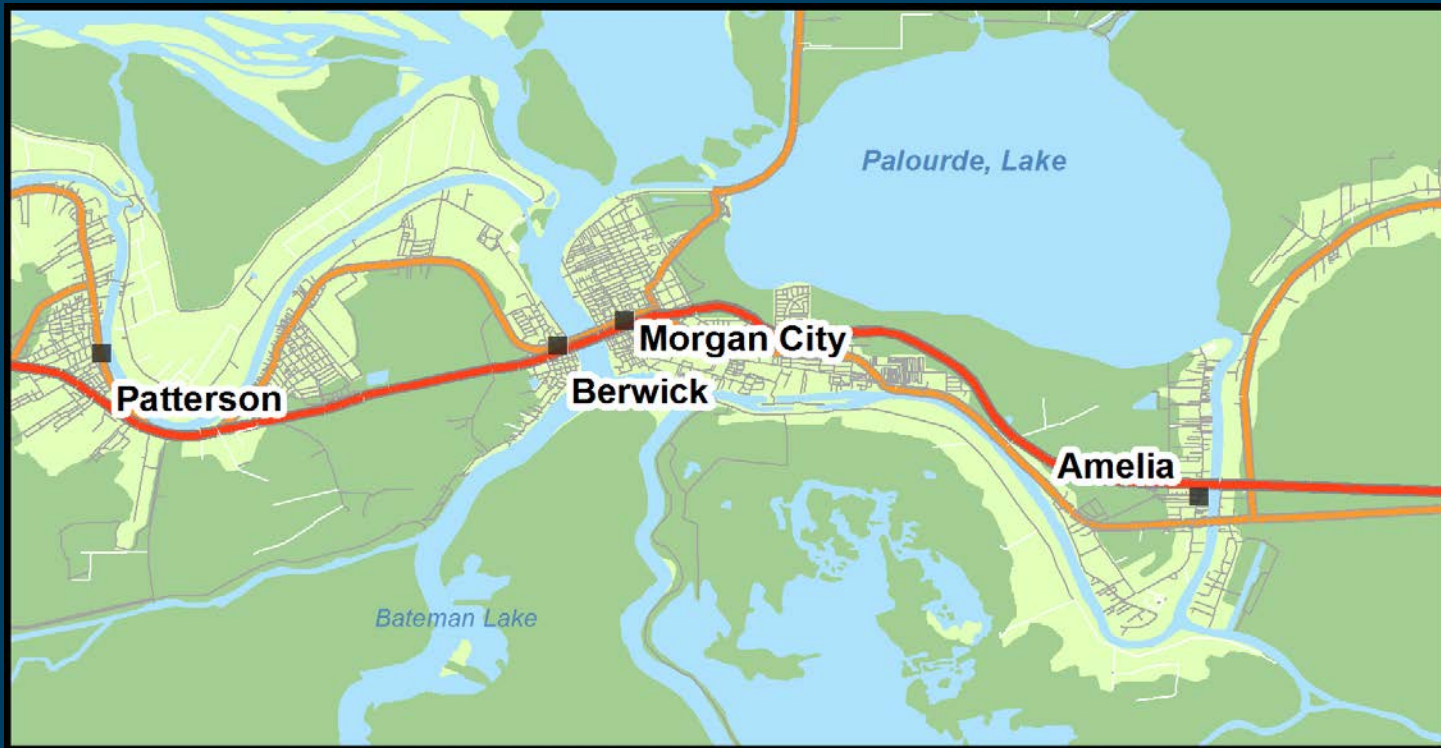 Palourde, Lake
Morgan City
Patterson
Berwick
Amelia
Bateman Lake